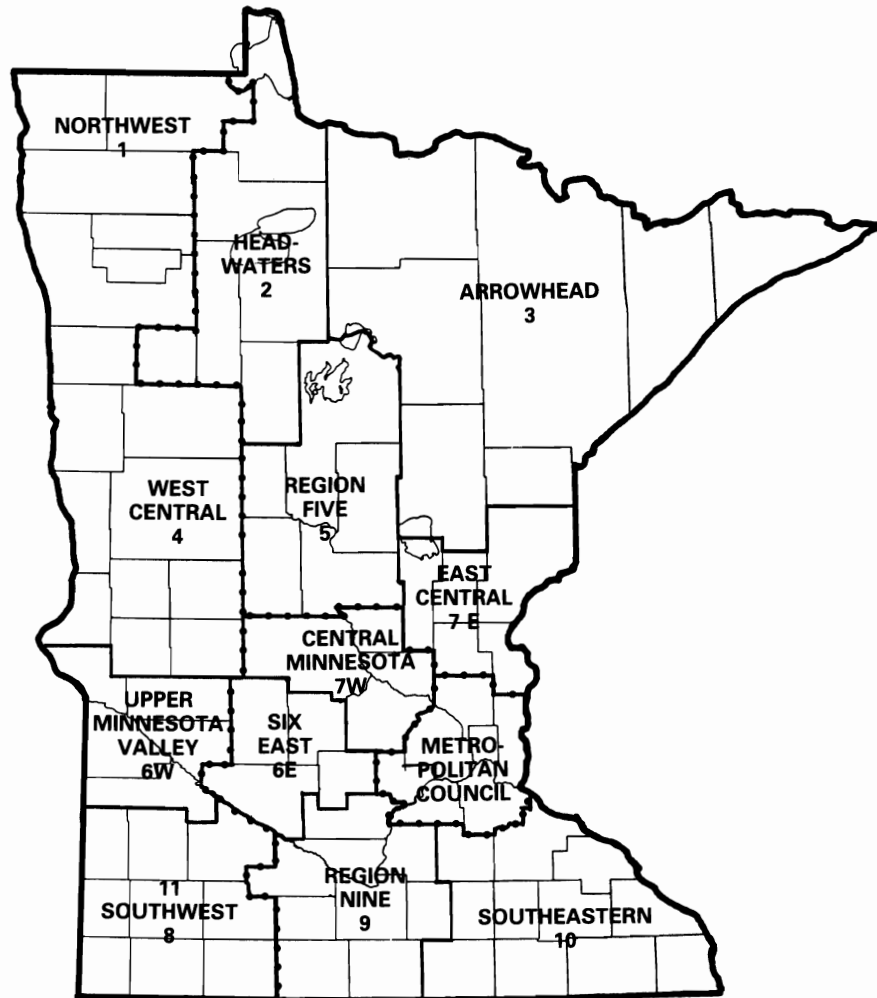 NORTHWEST
1
HEAD-
WATERS
2
ARROWHEAD
3
WEST
CENTRAL
4
REGION
FIVE
5
EAST
CENTRAL
7 E
CENTRAL
MINNESOTA
7W
UPPER
MINNESOTA
VALLEY
6W
SIX
EAST
6E
METRO-
POLITAN
COUNCIL
11
SOUTHWEST
8
REGION
NINE
9
SOUTHEASTERN
10